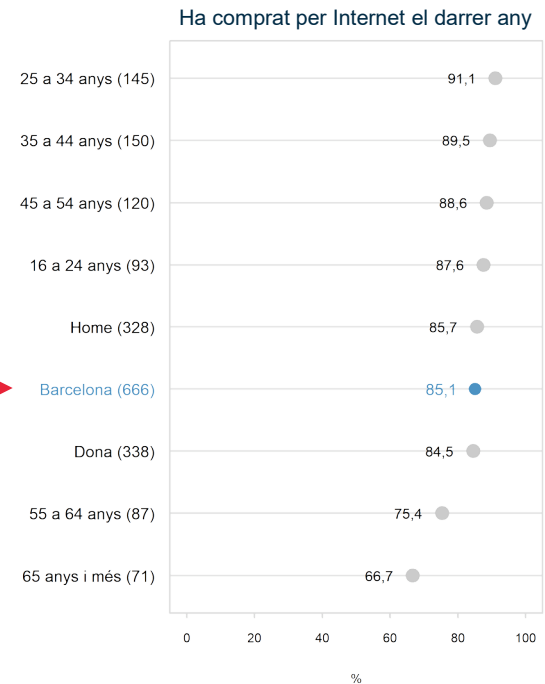 Ha comprat per Internet el darrer any
25 a 34 anys (145) 91,1
35 a 44 anys (150) 89,5
45 a 54 anys (120) 88,6
16 a 24 anys (93) 87,6
Home (328) 85,7
Barcelona (666) 85,1
Dona (338) 84,5
55 a 64 anys (87) 75,4
65 anys i més (71) 66,7
0 20 40 60 80 100
%